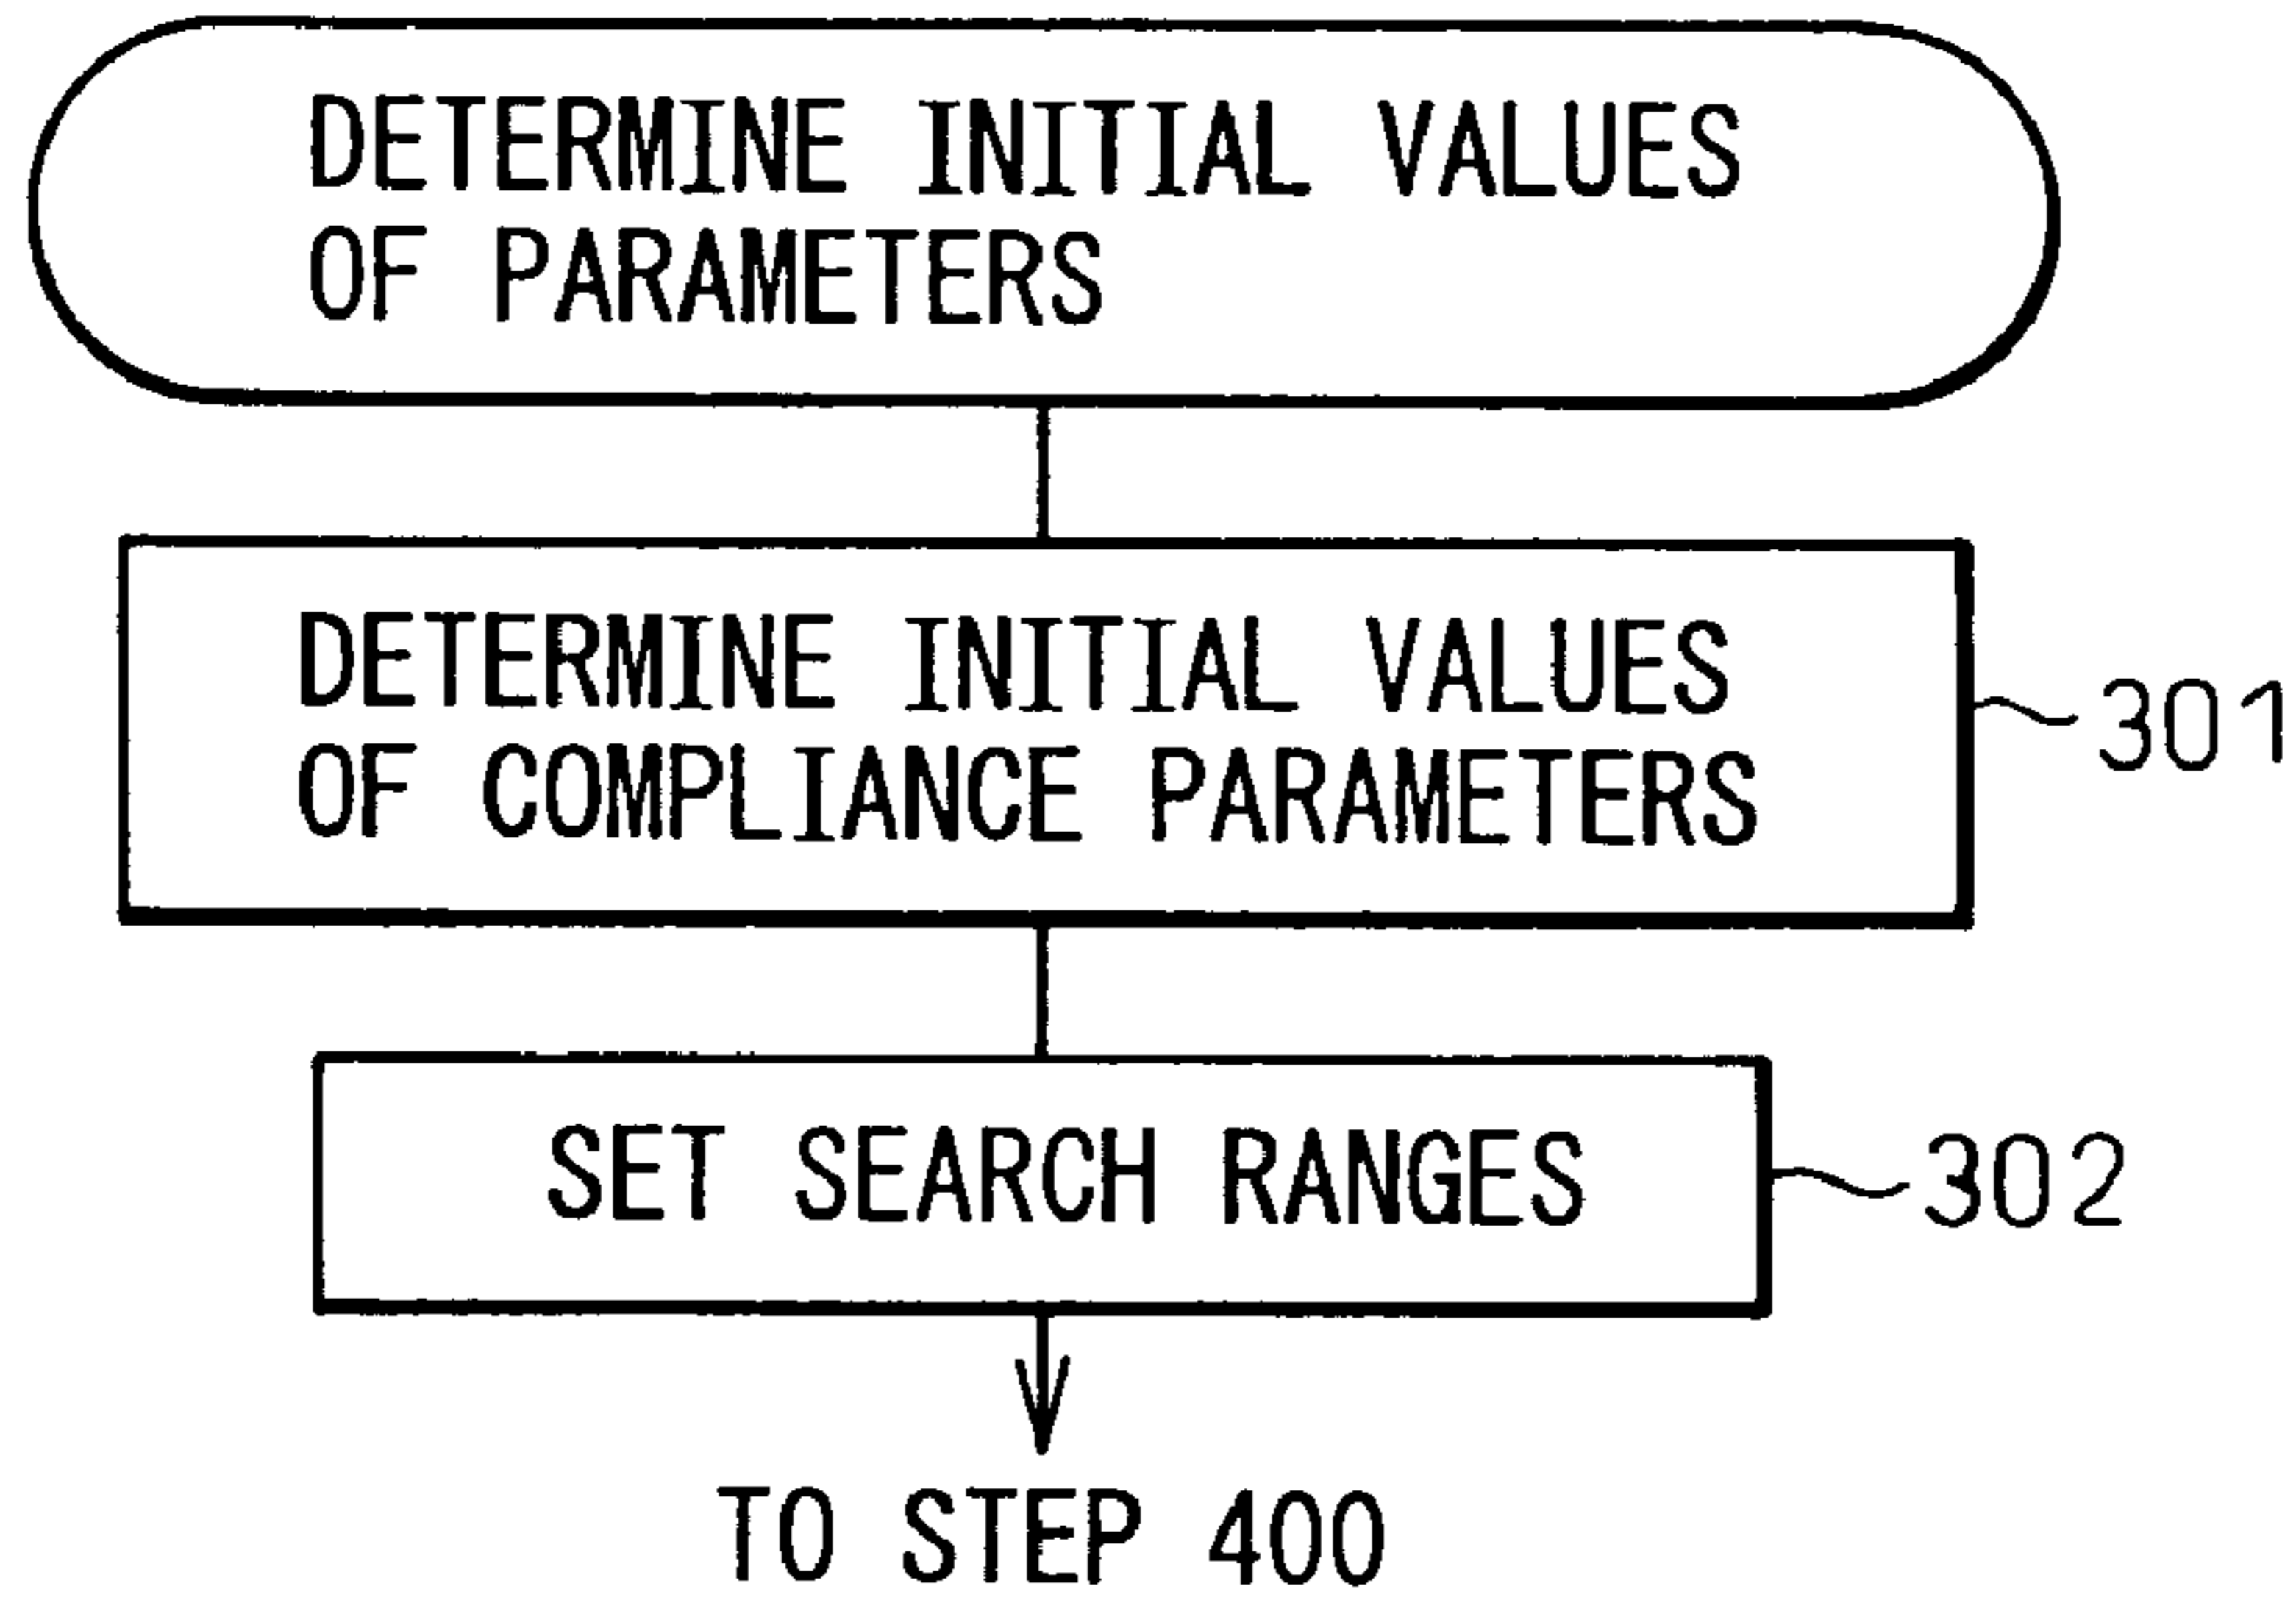 DETERMINE INITIAL VALUES
OF PARAMETERS
DETERMINE INITIAL VALUES
OF COMPLIANCE PARAMETERS
301
SET SEARCH RANGES
302
TO STEP 400